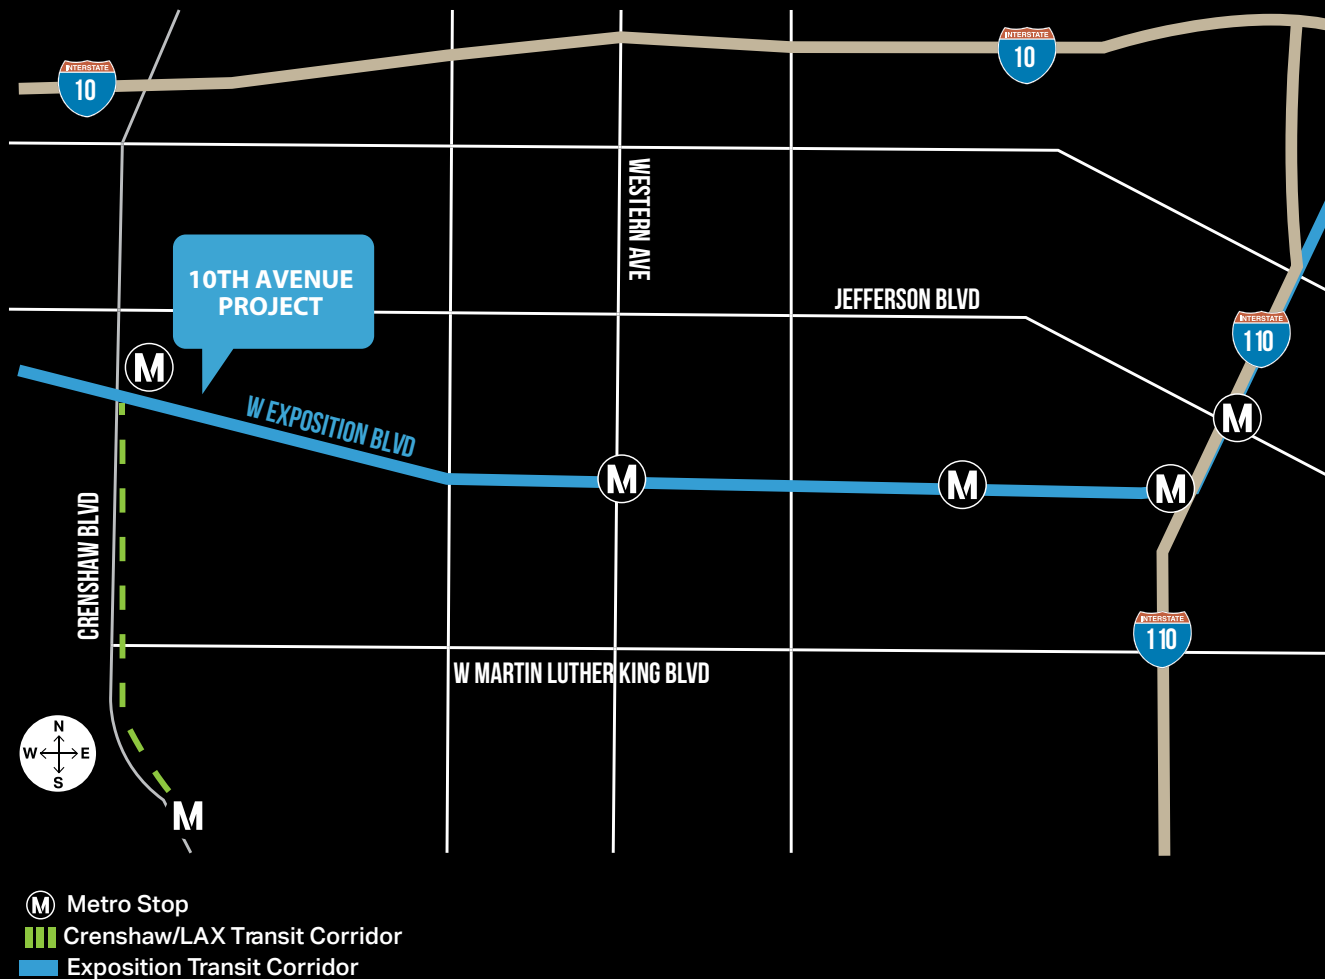 INTERSTATE
10
INTERSTATE
10
WESTERN AVE
10TH AVENUE
PROJECT
JEFFERSON BLVD
INTERSTATE
110
M
W EXPOSITION BLVD
M
M
M
M
CRENSHAW BLVD
INTERSTATE
110
W MARTIN LUTHER KING BLVD
N
W E
S
M
M Metro Stop
Crenshaw/LAX Transit Corridor
Exposition Transit Corridor